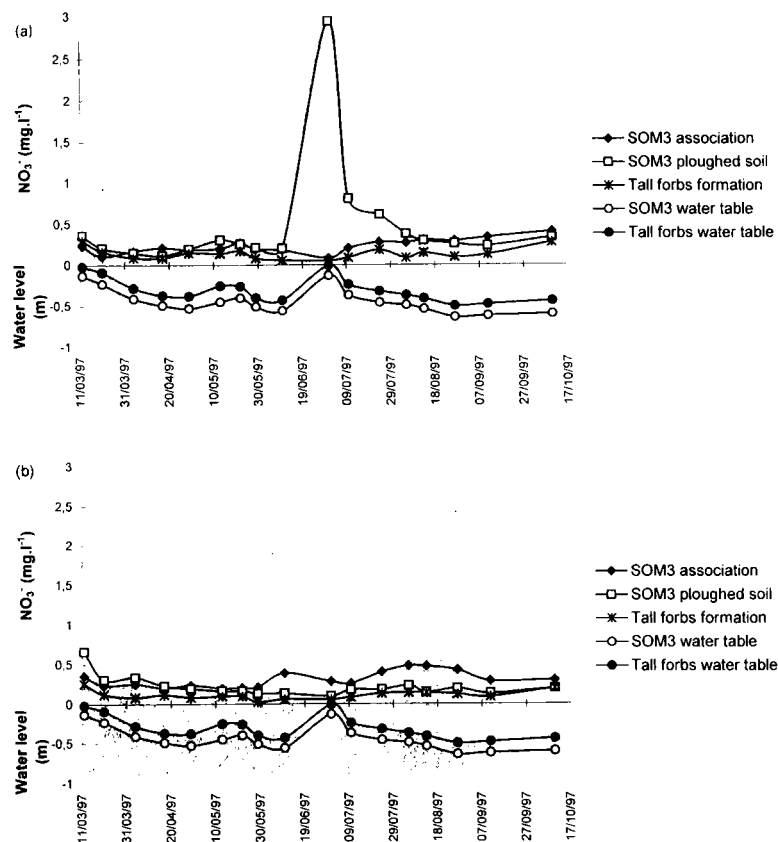 (a)
NO₃⁻ (mg.l⁻¹)
3
2,5
2
1,5
1
0,5
0
-0,5
-1
Water level
(m)
11/03/97
31/03/97
20/04/97
10/05/97
30/05/97
19/06/97
09/07/97
29/07/97
18/08/97
07/09/97
27/09/97
17/10/97
SOM3 association
SOM3 ploughed soil
Tall forbs formation
SOM3 water table
Tall forbs water table
(b)
NO₃⁻ (mg.l⁻¹)
3
2,5
2
1,5
1
0,5
0
-0,5
-1
Water level
(m)
11/03/97
31/03/97
20/04/97
10/05/97
30/05/97
19/06/97
09/07/97
29/07/97
18/08/97
07/09/97
27/09/97
17/10/97
SOM3 association
SOM3 ploughed soil
Tall forbs formation
SOM3 water table
Tall forbs water table